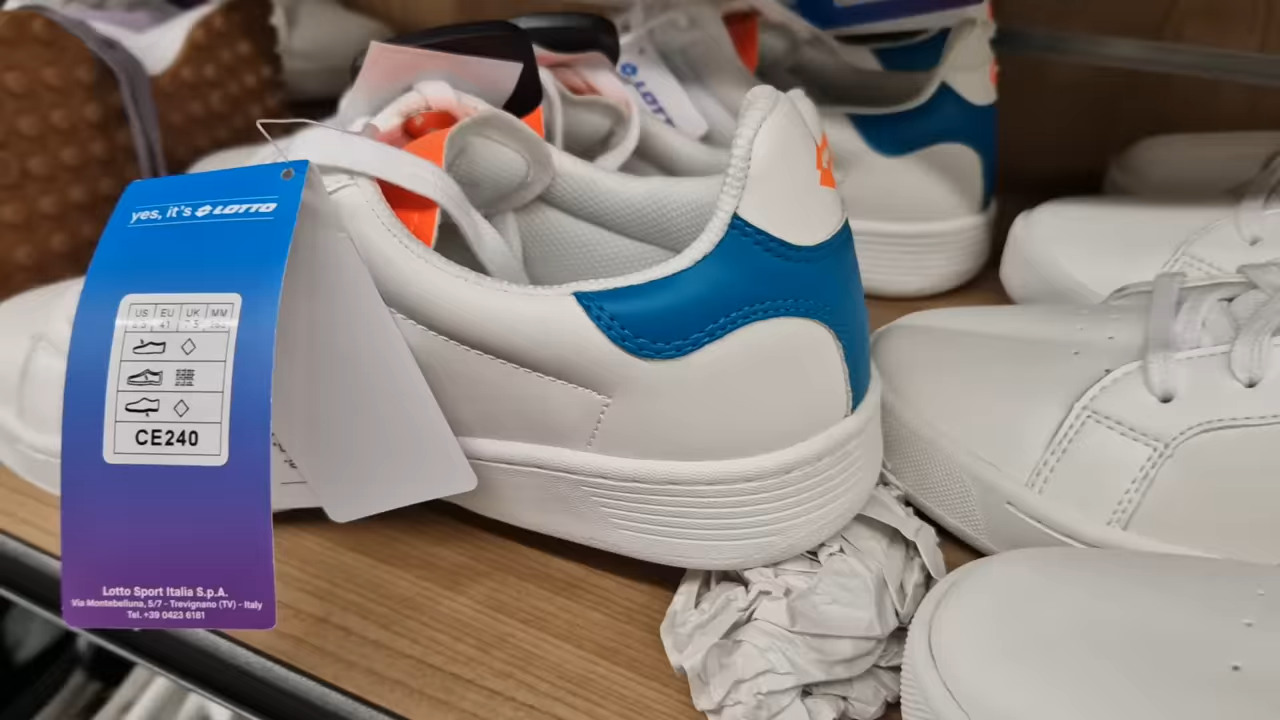 yes, it's LOTTO
US EU UK MM
41
CE240
Lotto Sport Italia S.p.A.
Via Montebelluna, 5/7 - Trevignano (TV) - Italy
Tel. +39 0423 6181
LOTT